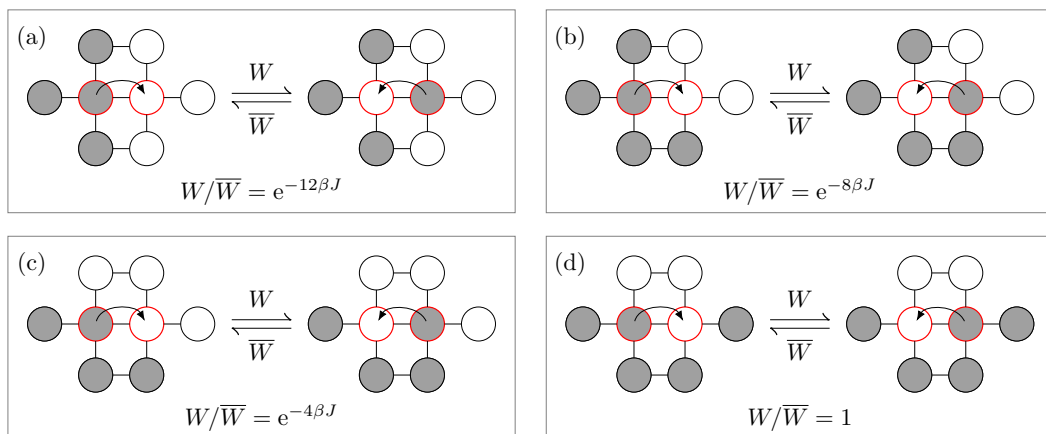 (a)
W
W̅
W/W̅ = e^{−12βJ}
(b)
W
W̅
W/W̅ = e^{−8βJ}
(c)
W
W̅
W/W̅ = e^{−4βJ}
(d)
W
W̅
W/W̅ = 1